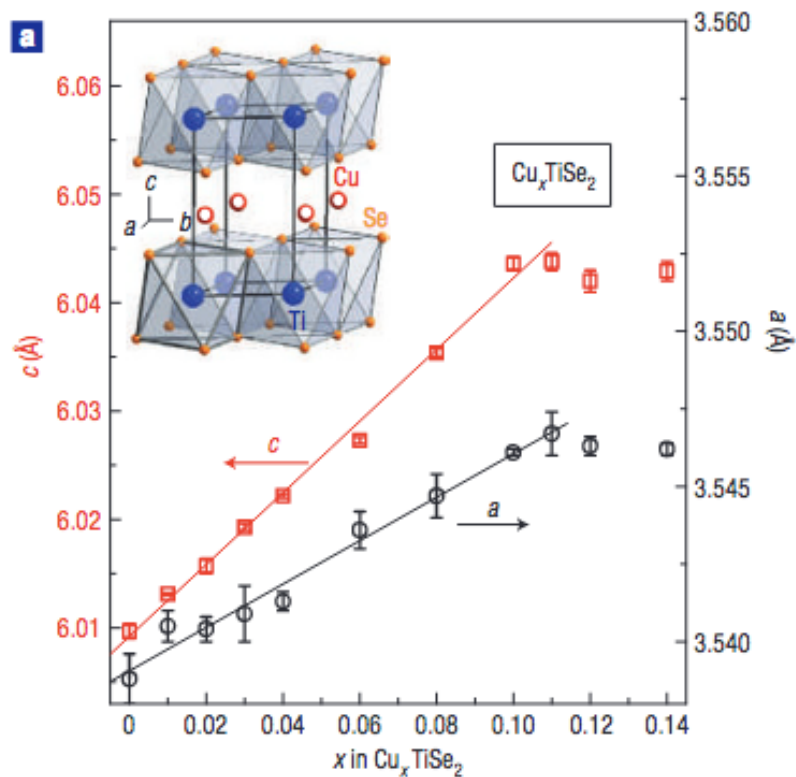 a
6.06
6.05
6.04
6.03
6.02
6.01
c (Å)
3.560
3.555
3.550
3.545
3.540
a (Å)
c
a
b
Cu
Se
Ti
CuₓTiSe₂
c
a
0
0.02
0.04
0.06
0.08
0.10
0.12
0.14
x in CuₓTiSe₂